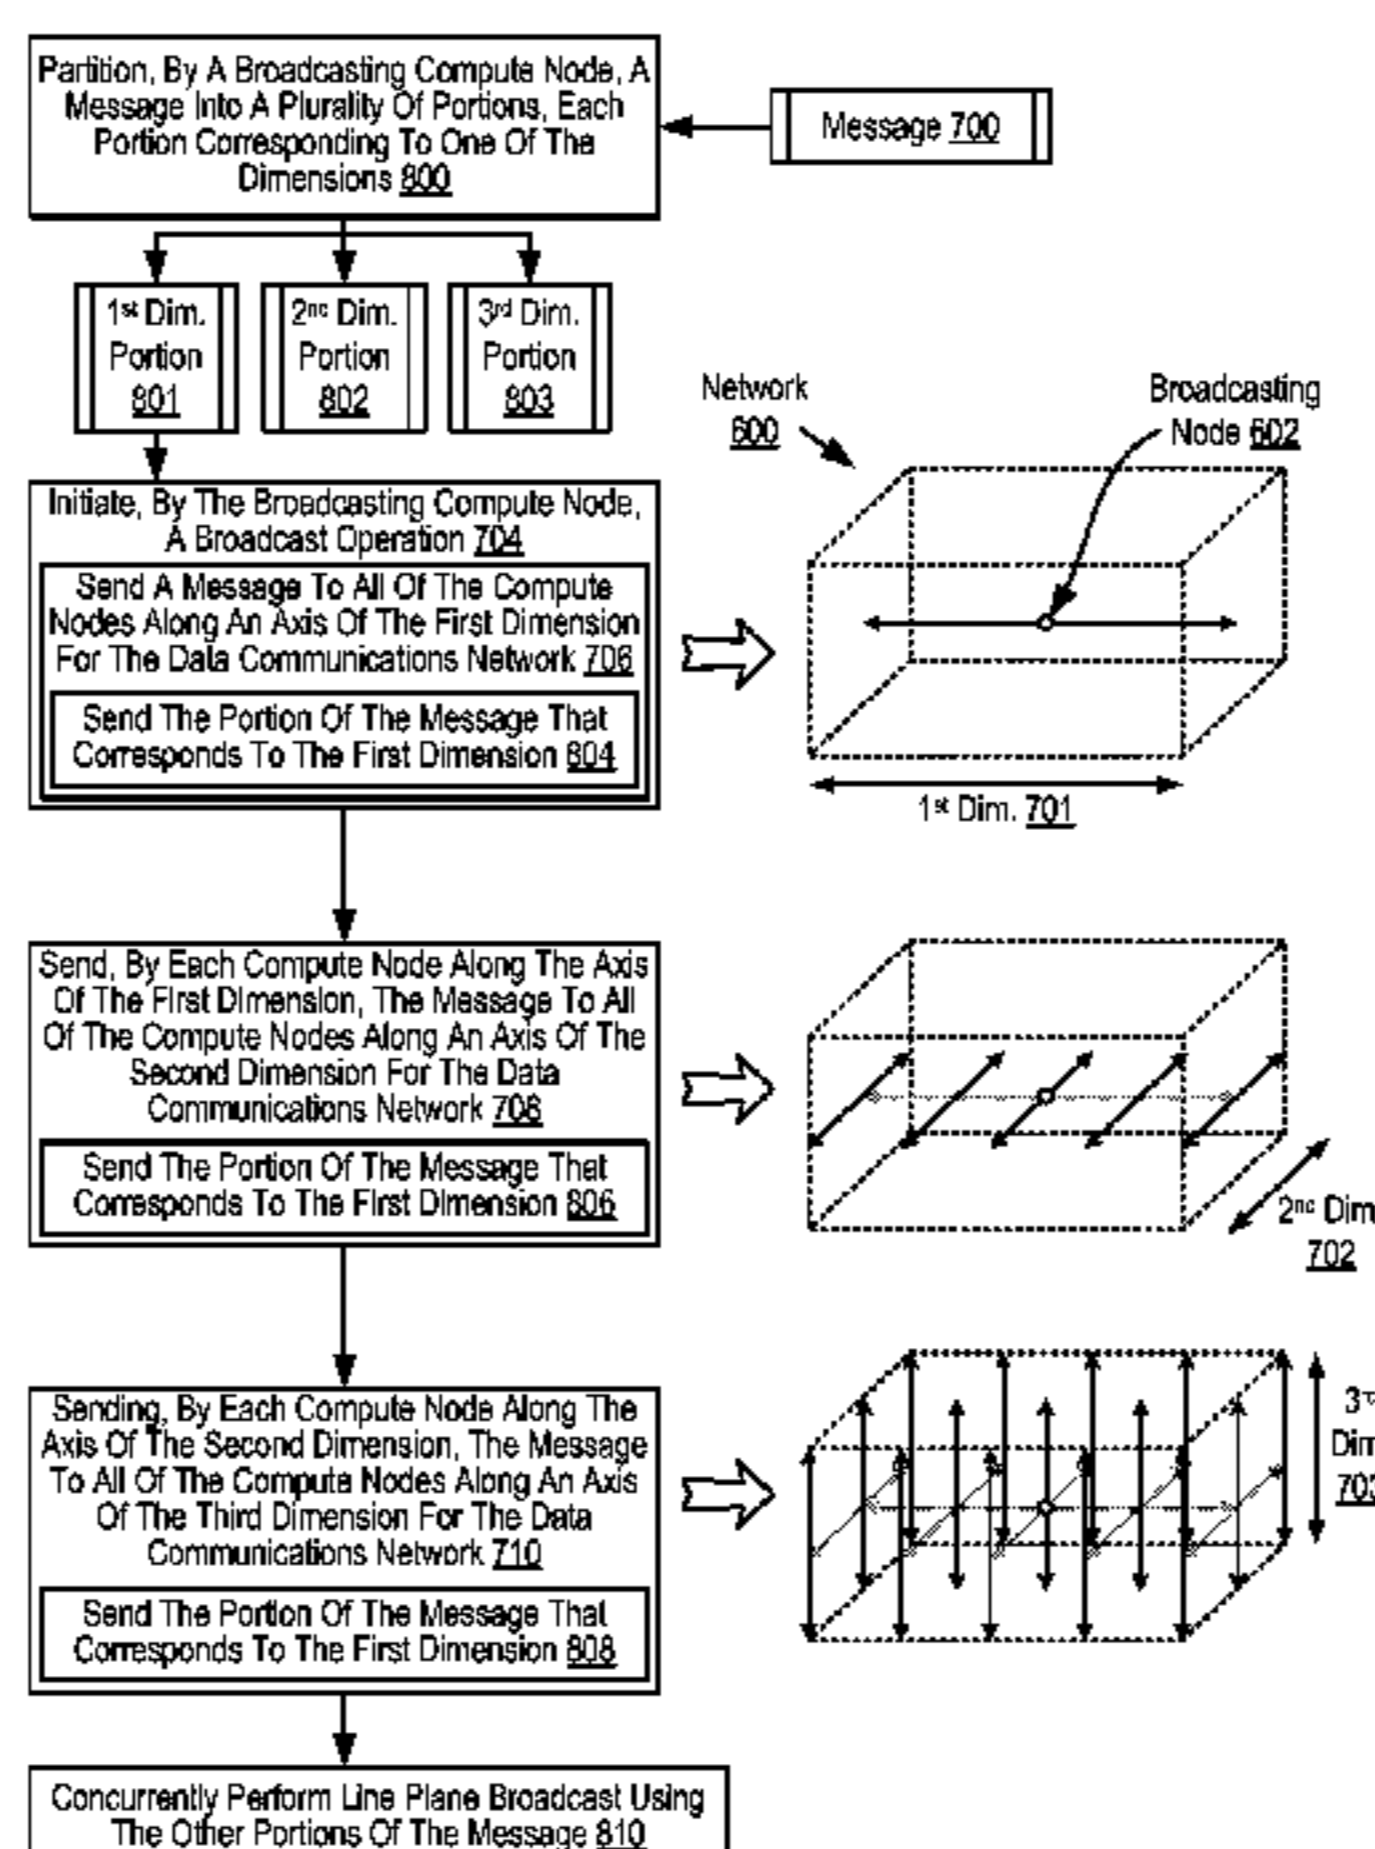 Partition, By A Broadcasting Compute Node, A
Message Into A Plurality Of Portions, Each
Portion Corresponding To One Of The
Dimensions 800
Message 700
1st Dim.
Portion
801
2nd Dim.
Portion
802
3rd Dim.
Portion
803
Network
600
Broadcasting
Node 602
Initiate, By The Broadcasting Compute Node,
A Broadcast Operation 704
Send A Message To All Of The Compute
Nodes Along An Axis Of The First Dimension
For The Data Communications Network 706
Send The Portion Of The Message That
Corresponds To The First Dimension 804
1st Dim. 701
Send, By Each Compute Node Along The Axis
Of The First Dimension, The Message To All
Of The Compute Nodes Along An Axis Of The
Second Dimension For The Data
Communications Network 708
Send The Portion Of The Message That
Corresponds To The First Dimension 806
2nd Dim
702
Sending, By Each Compute Node Along The
Axis Of The Second Dimension, The Message
To All Of The Compute Nodes Along An Axis
Of The Third Dimension For The Data
Communications Network 710
Send The Portion Of The Message That
Corresponds To The First Dimension 808
3r
Dim
703
Concurrently Perform Line Plane Broadcast Using
The Other Portions Of The Message 810